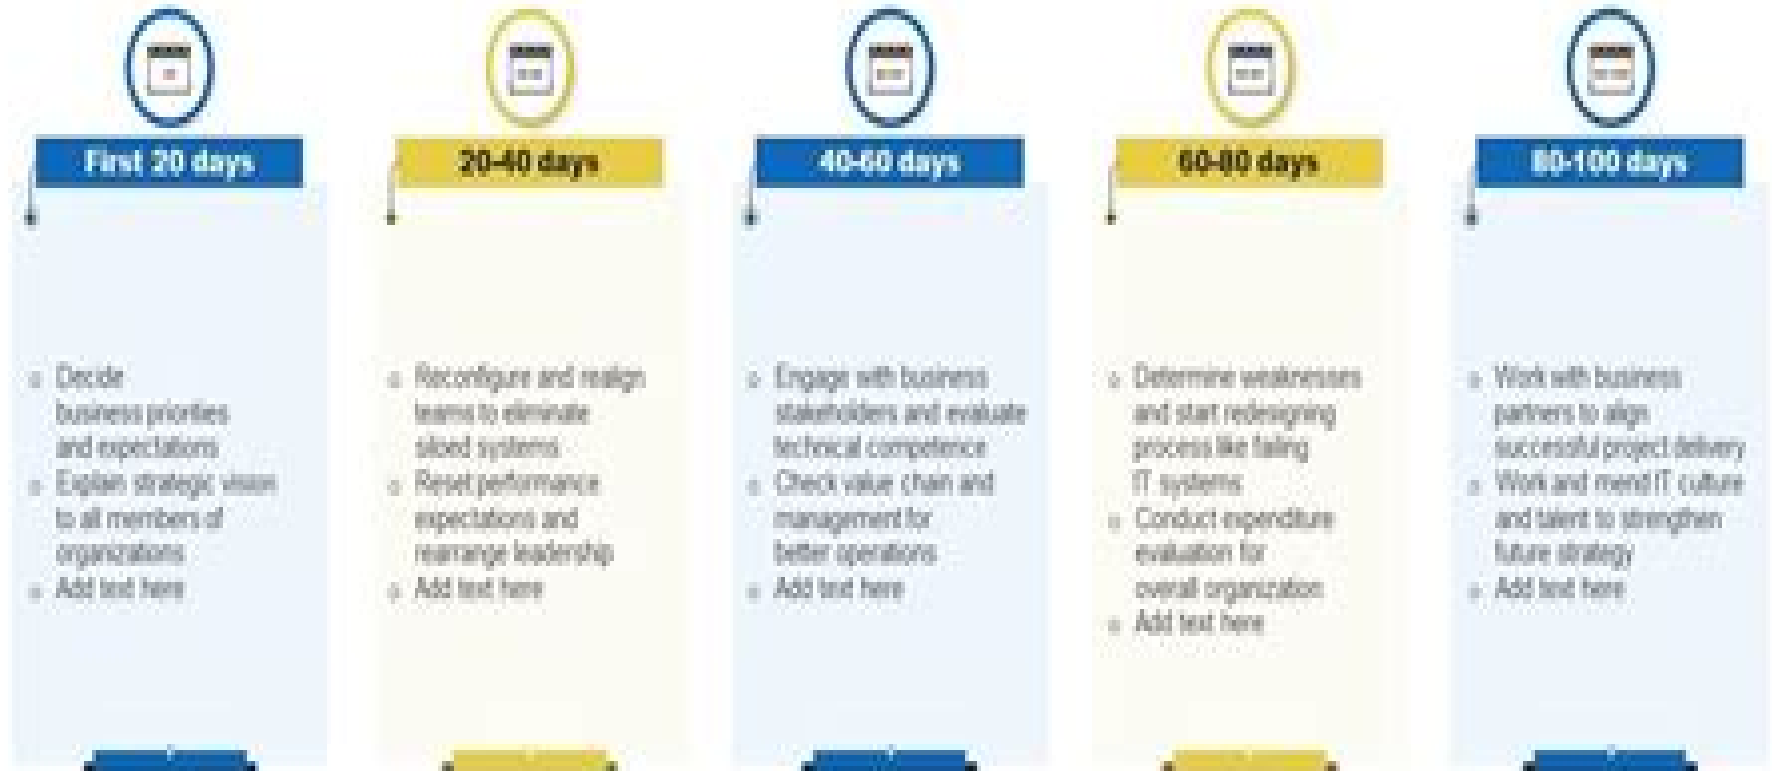 First 20 days
Decide
business priorities
and expectations
Explain strategic vision
to all members of
organizations
Add text here
20-40 days
Reconfigure and realign
teams to eliminate
siloed systems
Reset performance
expectations and
rearrange leadership
Add text here
40-60 days
Engage with business
stakeholders and evaluate
technical competence
Check value chain and
management for
better operations
Add text here
60-80 days
Determine weaknesses
and start redesigning
process like failing
IT systems
Conduct expenditure
evaluation for
overall organization
Add text here
80-100 days
Work with business
partners to align
successful project delivery
Work and mend IT culture
and talent to strengthen
future strategy
Add text here